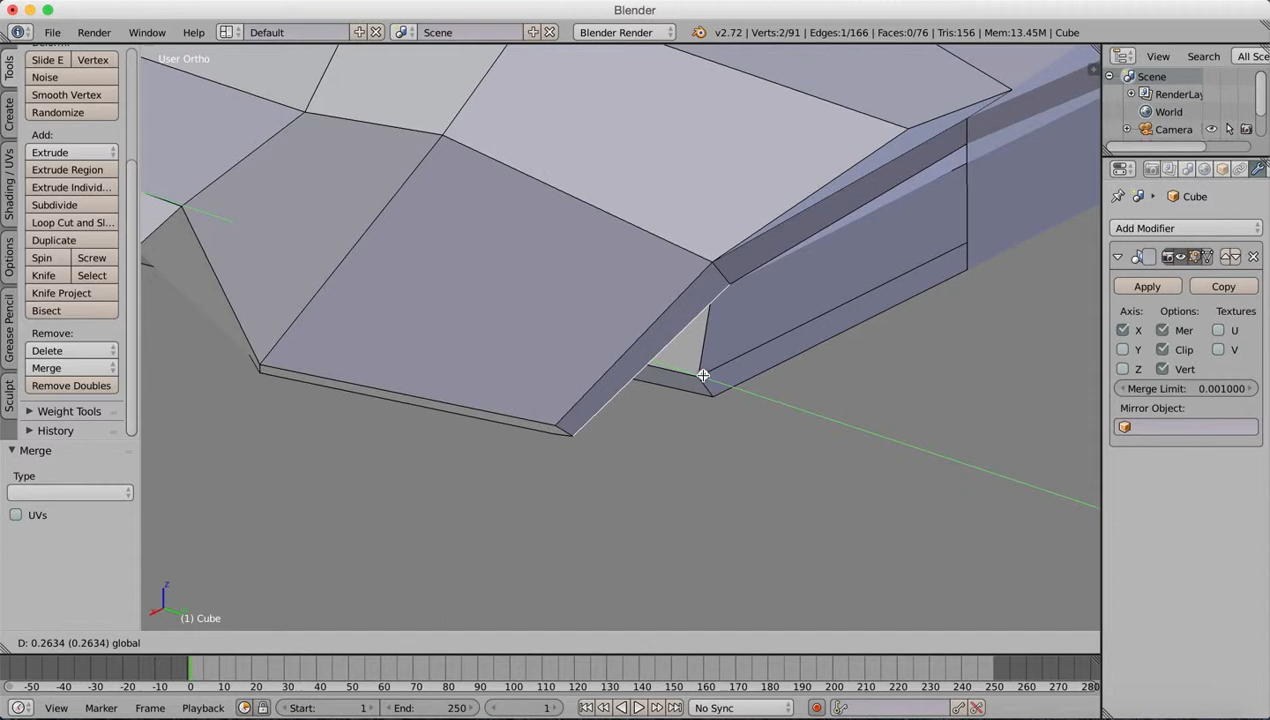 Blender
File Render Window Help Default Scene Blender Render v2.72 | Verts:2/91 | Edges:1/166 | Faces:0/76 | Tris:156 | Mem:13.45M | Cube
User Ortho
View Search All Sce
Scene
RenderLay
World
Camera
Tools
Create
Shading / UVs
Options
Grease Pencil
Sculpt
Deform:
Slide E Vertex
Noise
Smooth Vertex
Randomize
Add:
Extrude
Extrude Region
Extrude Individ...
Subdivide
Loop Cut and Sl...
Duplicate
Spin Screw
Knife Select
Knife Project
Bisect
Remove:
Delete
Merge
Remove Doubles
Weight Tools
History
Merge
Type
UVs
Cube
Add Modifier
Apply Copy
Axis: Options: Textures
X Mer U
Y Clip V
Z Vert
Merge Limit: 0.001000
Mirror Object:
z
(1) Cube
D: 0.2634 (0.2634) global
-50 -40 -30 -20 -10 0 10 20 30 40 50 60 70 80 90 100 110 120 130 140 150 160 170 180 190 200 210 220 230 240 250 260 270 280
View Marker Frame Playback Start: 1 End: 250 1 No Sync